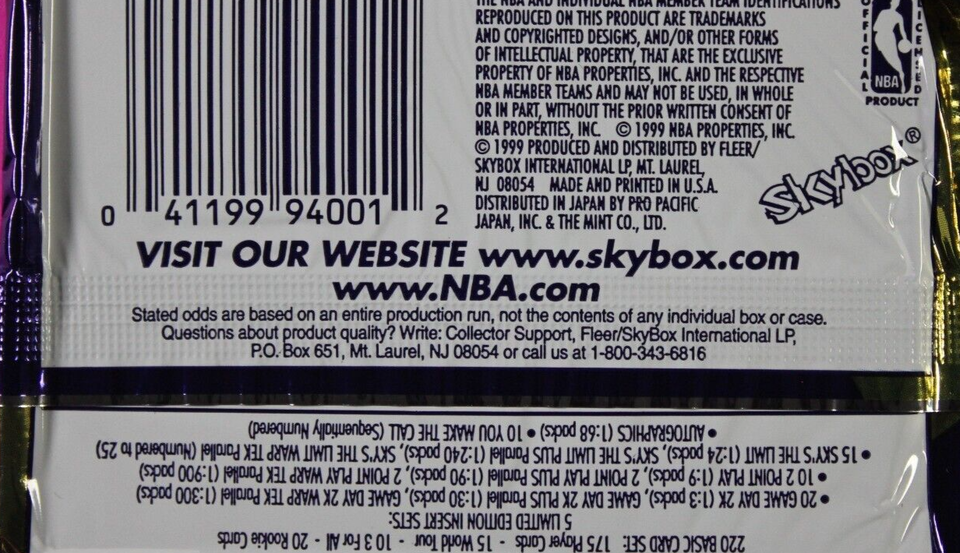 THE NBA AND INDIVIDUAL NBA MEMBER TEAM IDENTIFICATIONS
REPRODUCED ON THIS PRODUCT ARE TRADEMARKS
AND COPYRIGHTED DESIGNS, AND/OR OTHER FORMS
OF INTELLECTUAL PROPERTY, THAT ARE THE EXCLUSIVE
PROPERTY OF NBA PROPERTIES, INC. AND THE RESPECTIVE
NBA MEMBER TEAMS AND MAY NOT BE USED, IN WHOLE
OR IN PART, WITHOUT THE PRIOR WRITTEN CONSENT OF
NBA PROPERTIES, INC. © 1999 NBA PROPERTIES, INC.
© 1999 PRODUCED AND DISTRIBUTED BY FLEER/
SKYBOX INTERNATIONAL LP, MT. LAUREL,
NJ 08054 MADE AND PRINTED IN U.S.A.
DISTRIBUTED IN JAPAN BY PRO PACIFIC
JAPAN, INC. & THE MINT CO., LTD.
OFFICIAL
LICENSED
NBA
PRODUCT
skybox®
0 41199 94001 2
VISIT OUR WEBSITE www.skybox.com
www.NBA.com
Stated odds are based on an entire production run, not the contents of any individual box or case.
Questions about product quality? Write: Collector Support, Fleer/SkyBox International LP,
P.O. Box 651, Mt. Laurel, NJ 08054 or call us at 1-800-343-6816
220 BASIC CARD SET: 175 Player Cards - 15 World Tour - 10 3 For All - 20 Rookie Cards
5 LIMITED EDITION INSERT SETS:
• 20 GAME DAY 2K (1:3 packs), GAME DAY 2K PLUS Parallel (1:30 packs), GAME DAY 2K WARP TEK Parallel (1:300 packs)
• 10 2 POINT PLAY (1:9 packs), 2 POINT PLAY PLUS Parallel (1:90 packs), 2 POINT PLAY WARP TEK Parallel (1:900 packs)
• 15 SKY'S THE LIMIT (1:24 packs), SKY'S THE LIMIT PLUS Parallel (1:240 packs), SKY'S THE LIMIT WARP TEK Parallel (Numbered to 25)
• AUTOGRAPHICS (1:68 packs) • 10 YOU MAKE THE CALL (Sequentially Numbered)